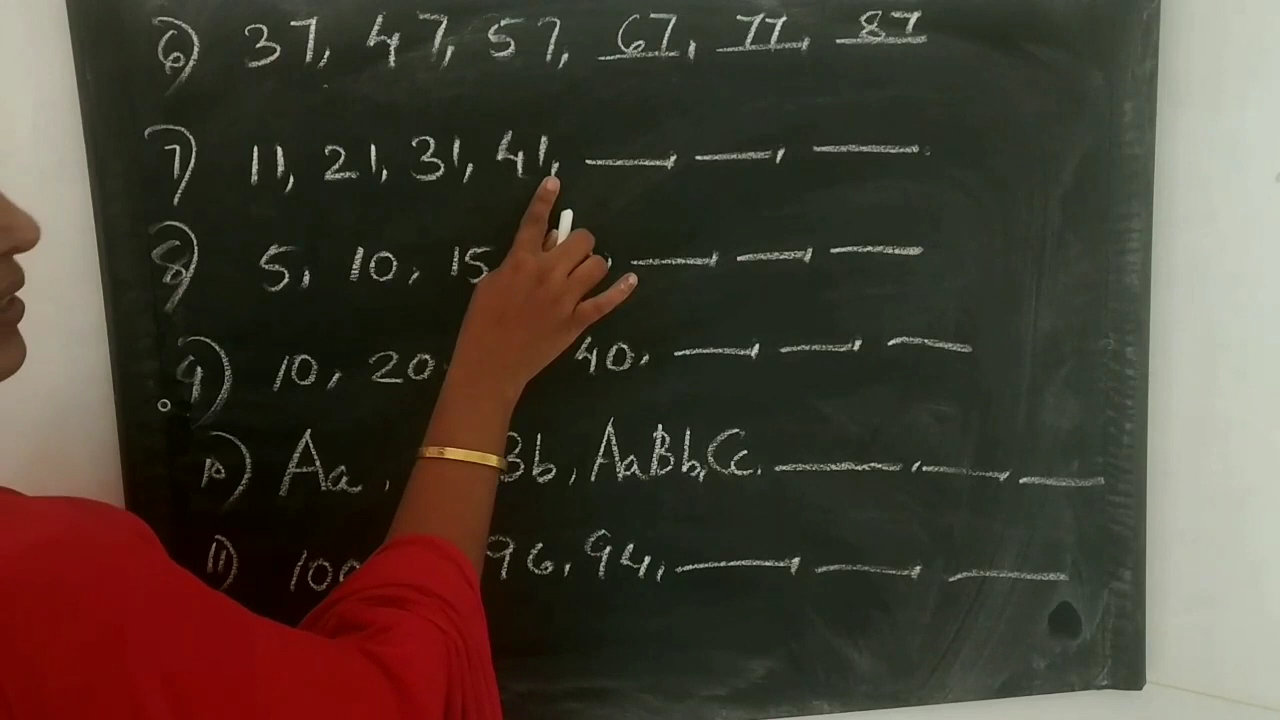 6) 37, 47, 57, 67, 77, 87
7) 11, 21, 31, 41,
8) 5, 10, 15
9) 10, 20 40,
10) Aa, Bb, AaBbCc,
11) 100 96, 94,